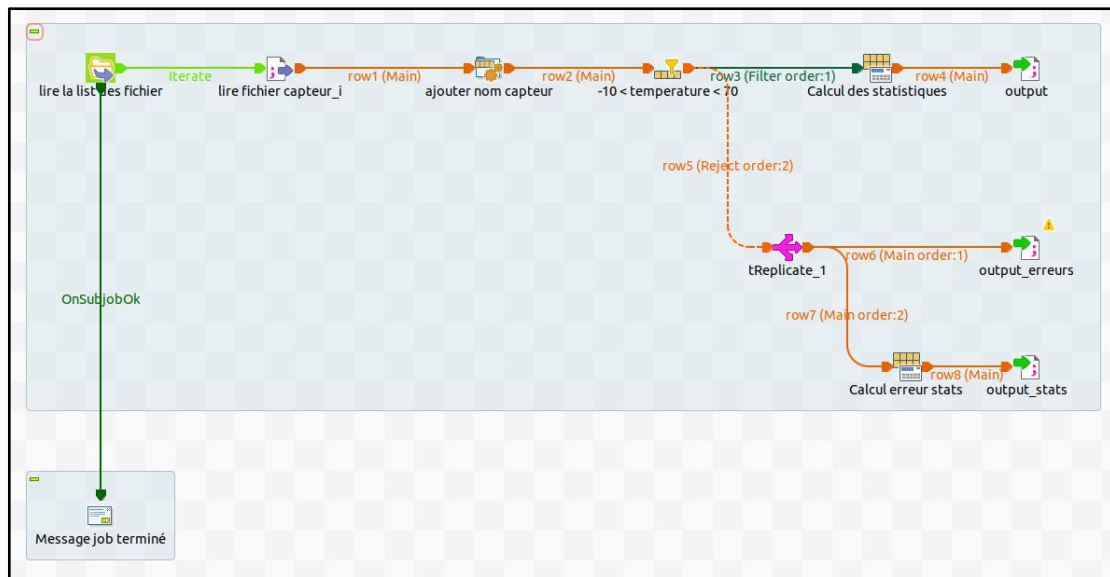 Iterate
row1 (Main)
row2 (Main)
row3 (Filter order:1)
row4 (Main)
lire la list des fichier
lire fichier capteur_i
ajouter nom capteur
-10 < temperature < 70
Calcul des statistiques
output
row5 (Reject order:2)
row6 (Main order:1)
tReplicate_1
output_erreurs
OnSubjobOk
row7 (Main order:2)
row8 (Main)
Calcul erreur stats
output_stats
Message job terminé